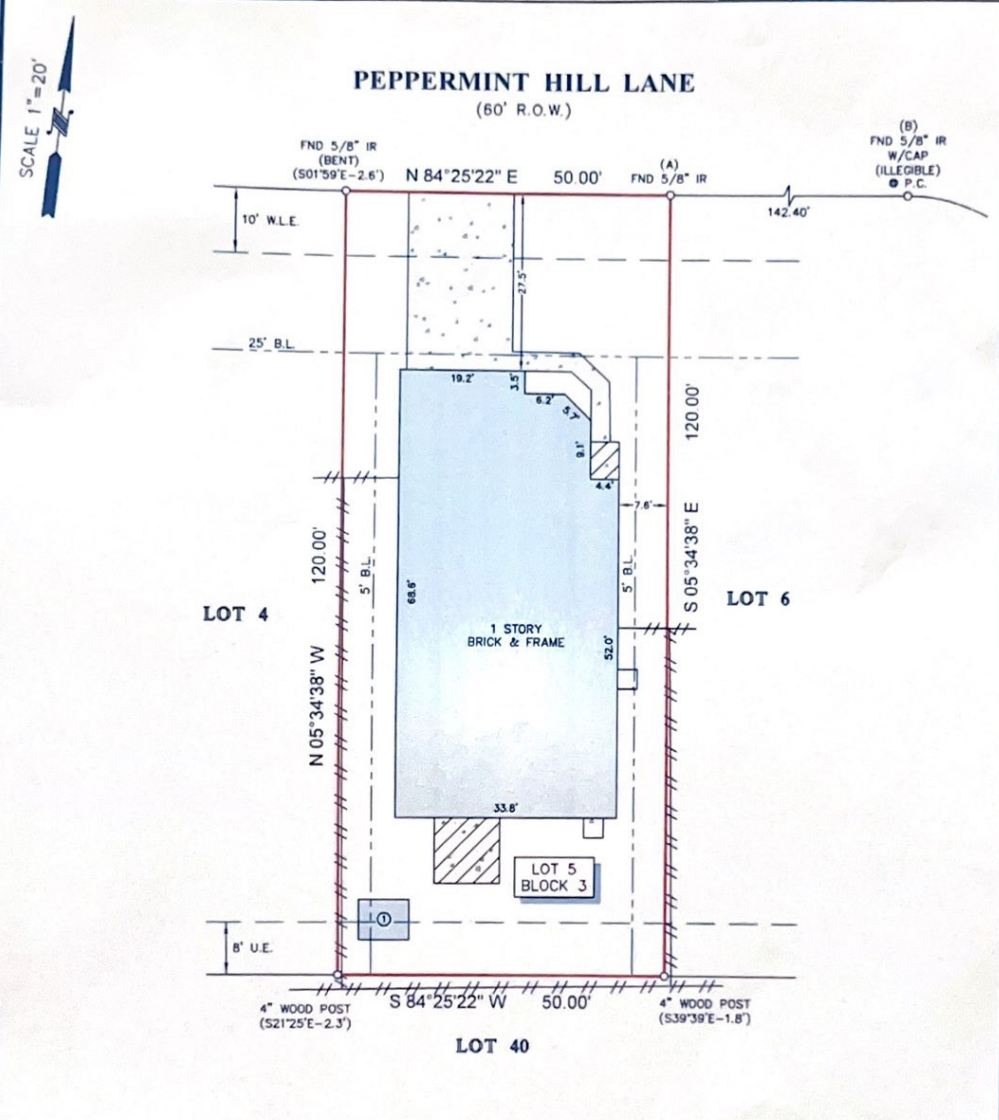 SCALE 1"=20'
N
PEPPERMINT HILL LANE
(60' R.O.W.)
FND 5/8" IR
(BENT)
(S01°59'E-2.6')
N 84°25'22" E 50.00'
(A)
FND 5/8" IR
(B)
FND 5/8" IR
W/CAP
(ILLEGIBLE)
@ P.C.
142.40'
10' W.L.E.
27.5'
25' B.L.
19.2'
3.5'
6.2'
5.7'
9.1'
4.4'
7.6'
120.00'
S 05°34'38" E
5' B.L.
LOT 6
120.00'
N 05°34'38" W
5' B.L.
LOT 4
68.6'
1 STORY
BRICK & FRAME
52.0'
33.8'
LOT 5
BLOCK 3
1
8' U.E.
4" WOOD POST
(S21°25'E-2.3')
S 84°25'22" W 50.00'
4" WOOD POST
(S39°39'E-1.8')
LOT 40